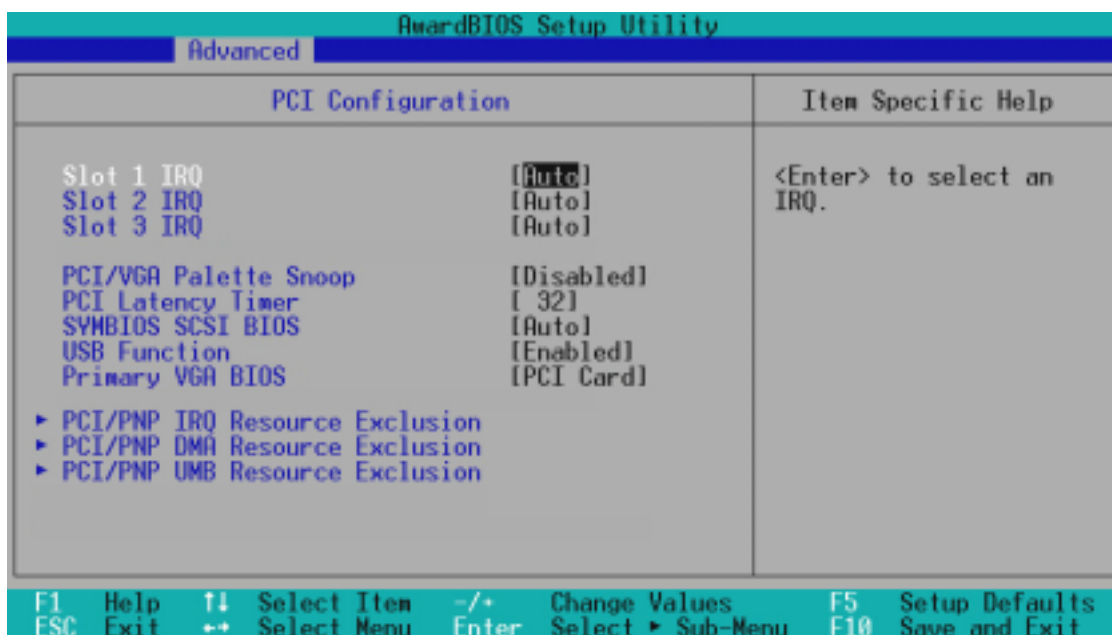 AwardBIOS Setup Utility
Advanced
PCI Configuration
Item Specific Help
Slot 1 IRQ [Auto]
Slot 2 IRQ [Auto]
Slot 3 IRQ [Auto]
PCI/VGA Palette Snoop [Disabled]
PCI Latency Timer [ 32]
SYMBIOS SCSI BIOS [Auto]
USB Function [Enabled]
Primary VGA BIOS [PCI Card]
► PCI/PNP IRQ Resource Exclusion
► PCI/PNP DMA Resource Exclusion
► PCI/PNP UMB Resource Exclusion
<Enter> to select an
IRQ.
F1 Help ↑↓ Select Item -/+ Change Values F5 Setup Defaults
ESC Exit ←→ Select Menu Enter Select ► Sub-Menu F10 Save and Exit